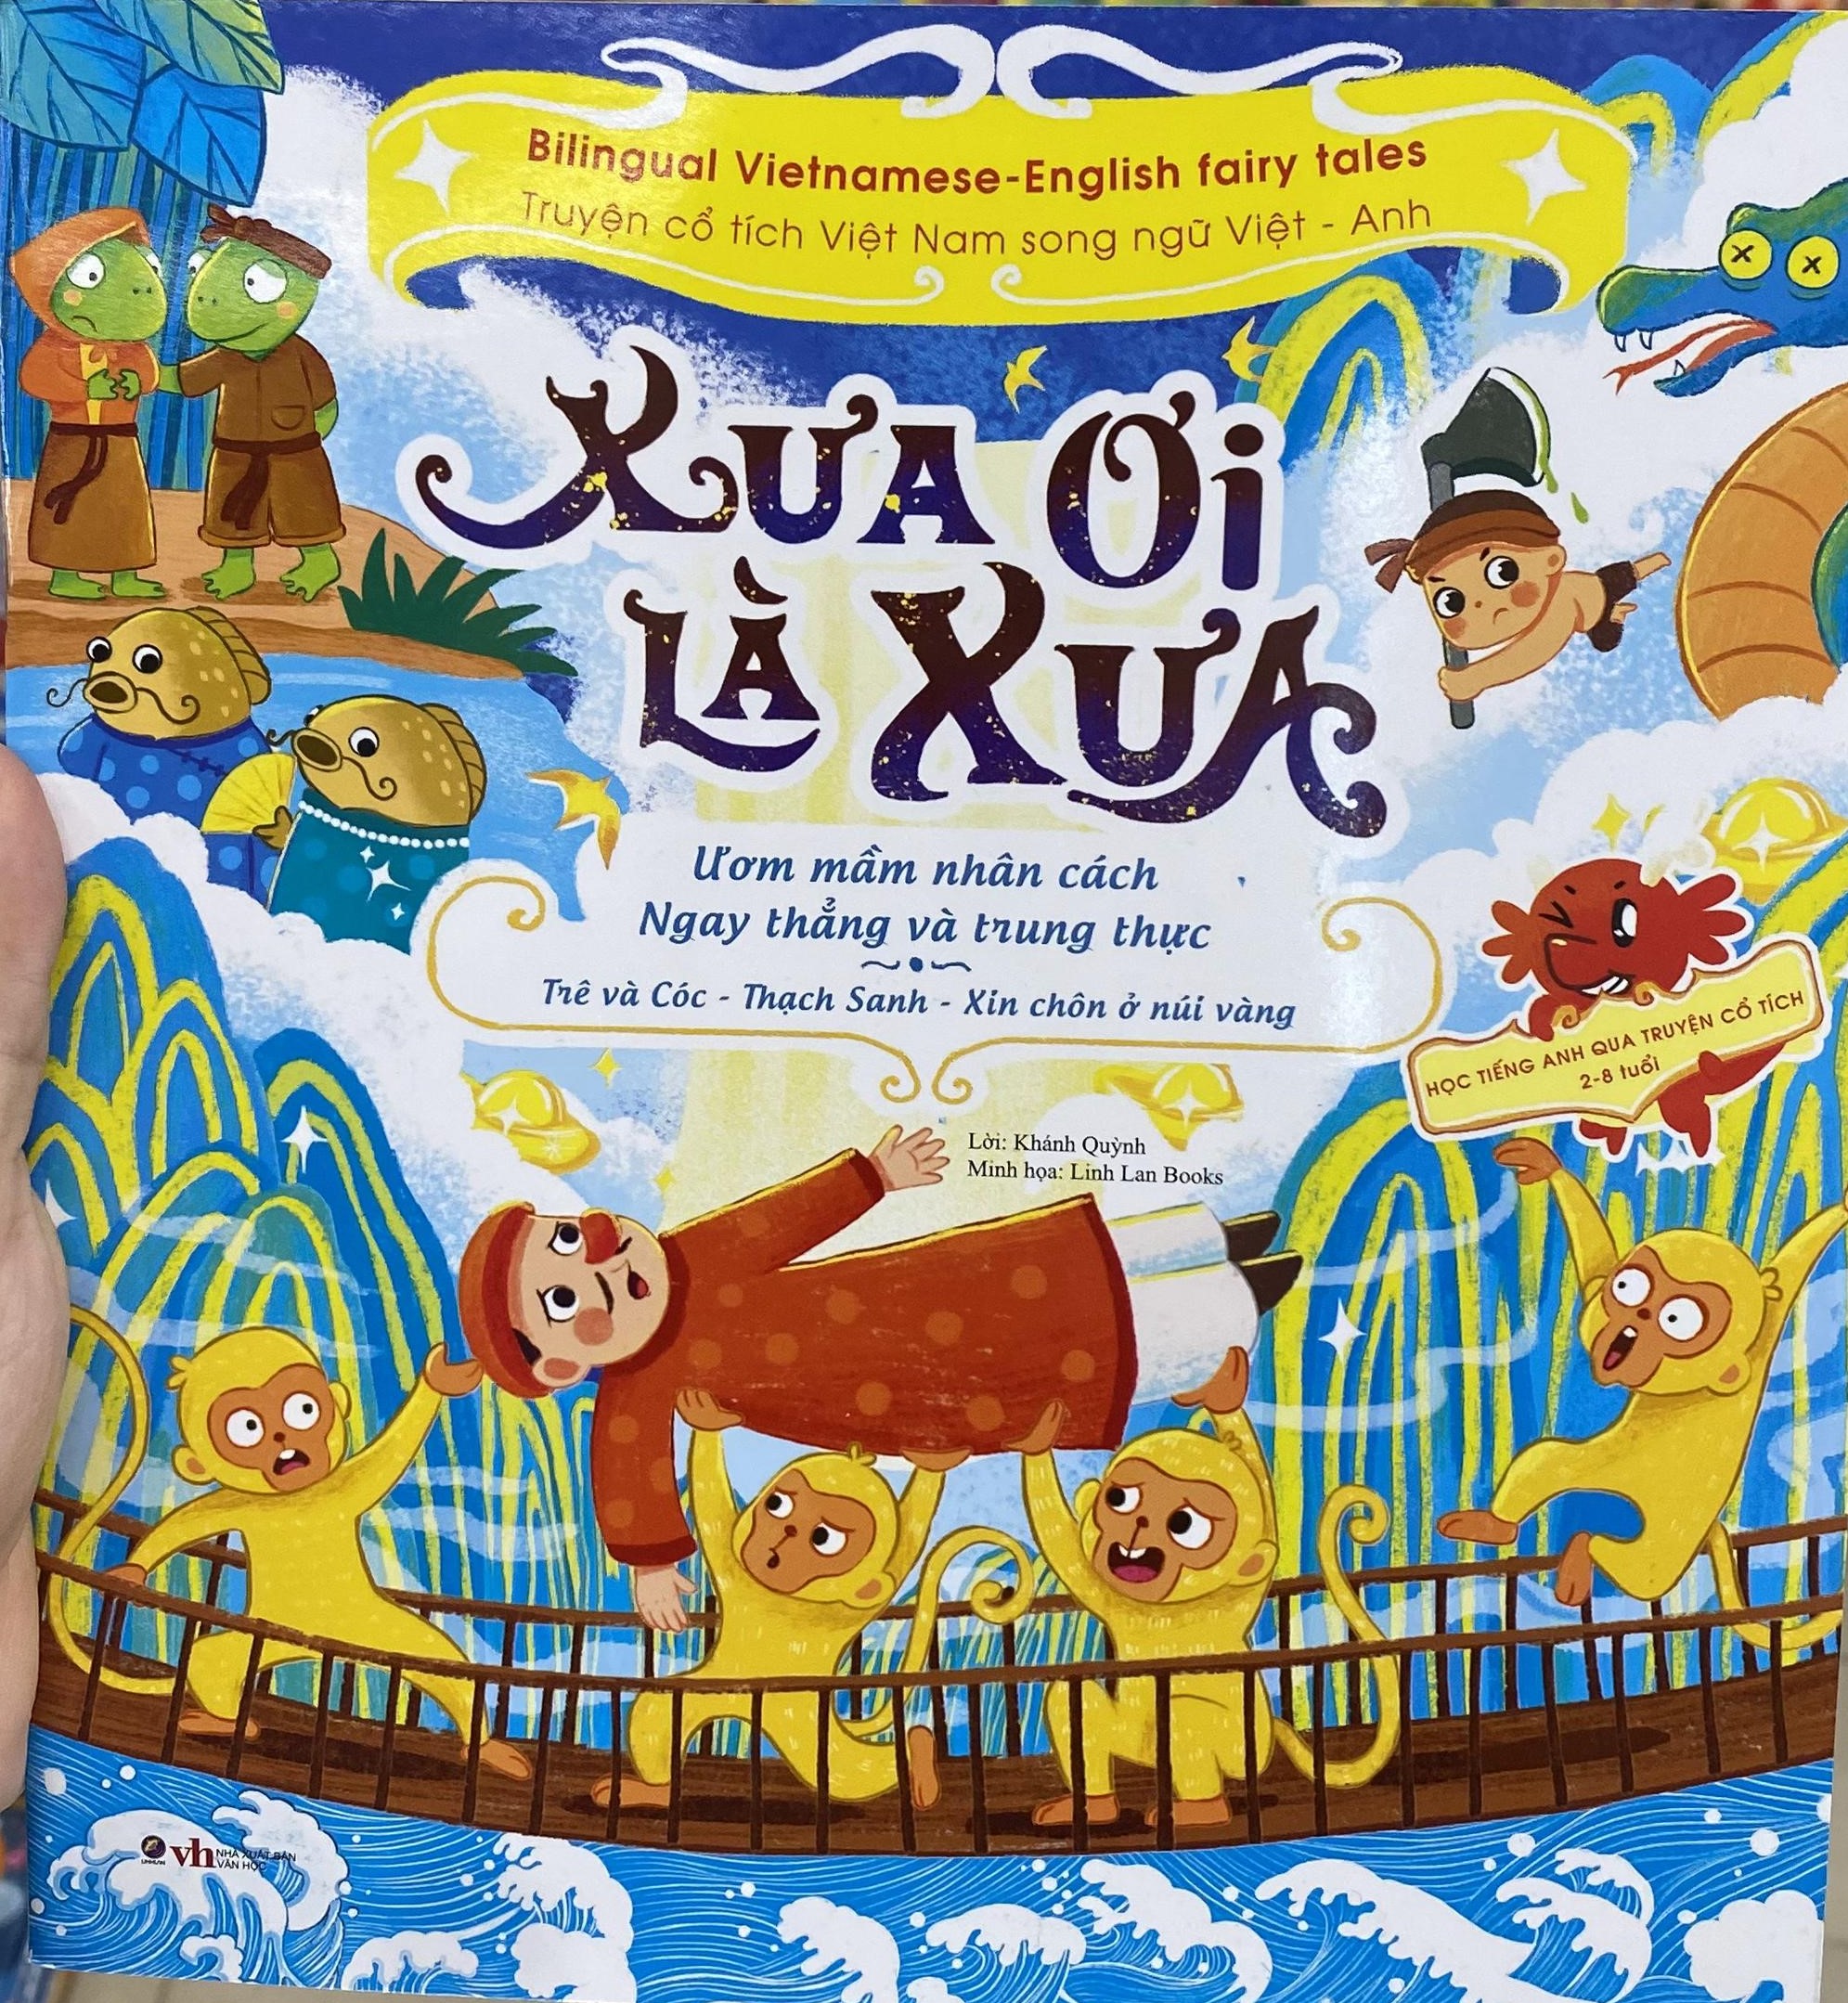 Bilingual Vietnamese-English fairy tales
Truyện cổ tích Việt Nam song ngữ Việt - Anh
XƯA ƠI
LÀ XƯA
Ươm mầm nhân cách
Ngay thẳng và trung thực
Trê và Cóc - Thạch Sanh - Xin chôn ở núi vàng
HỌC TIẾNG ANH QUA TRUYỆN CỔ TÍCH
2-8 tuổi
Lời: Khánh Quỳnh
Minh họa: Linh Lan Books
vh NHÀ XUẤT BẢN
VĂN HỌC